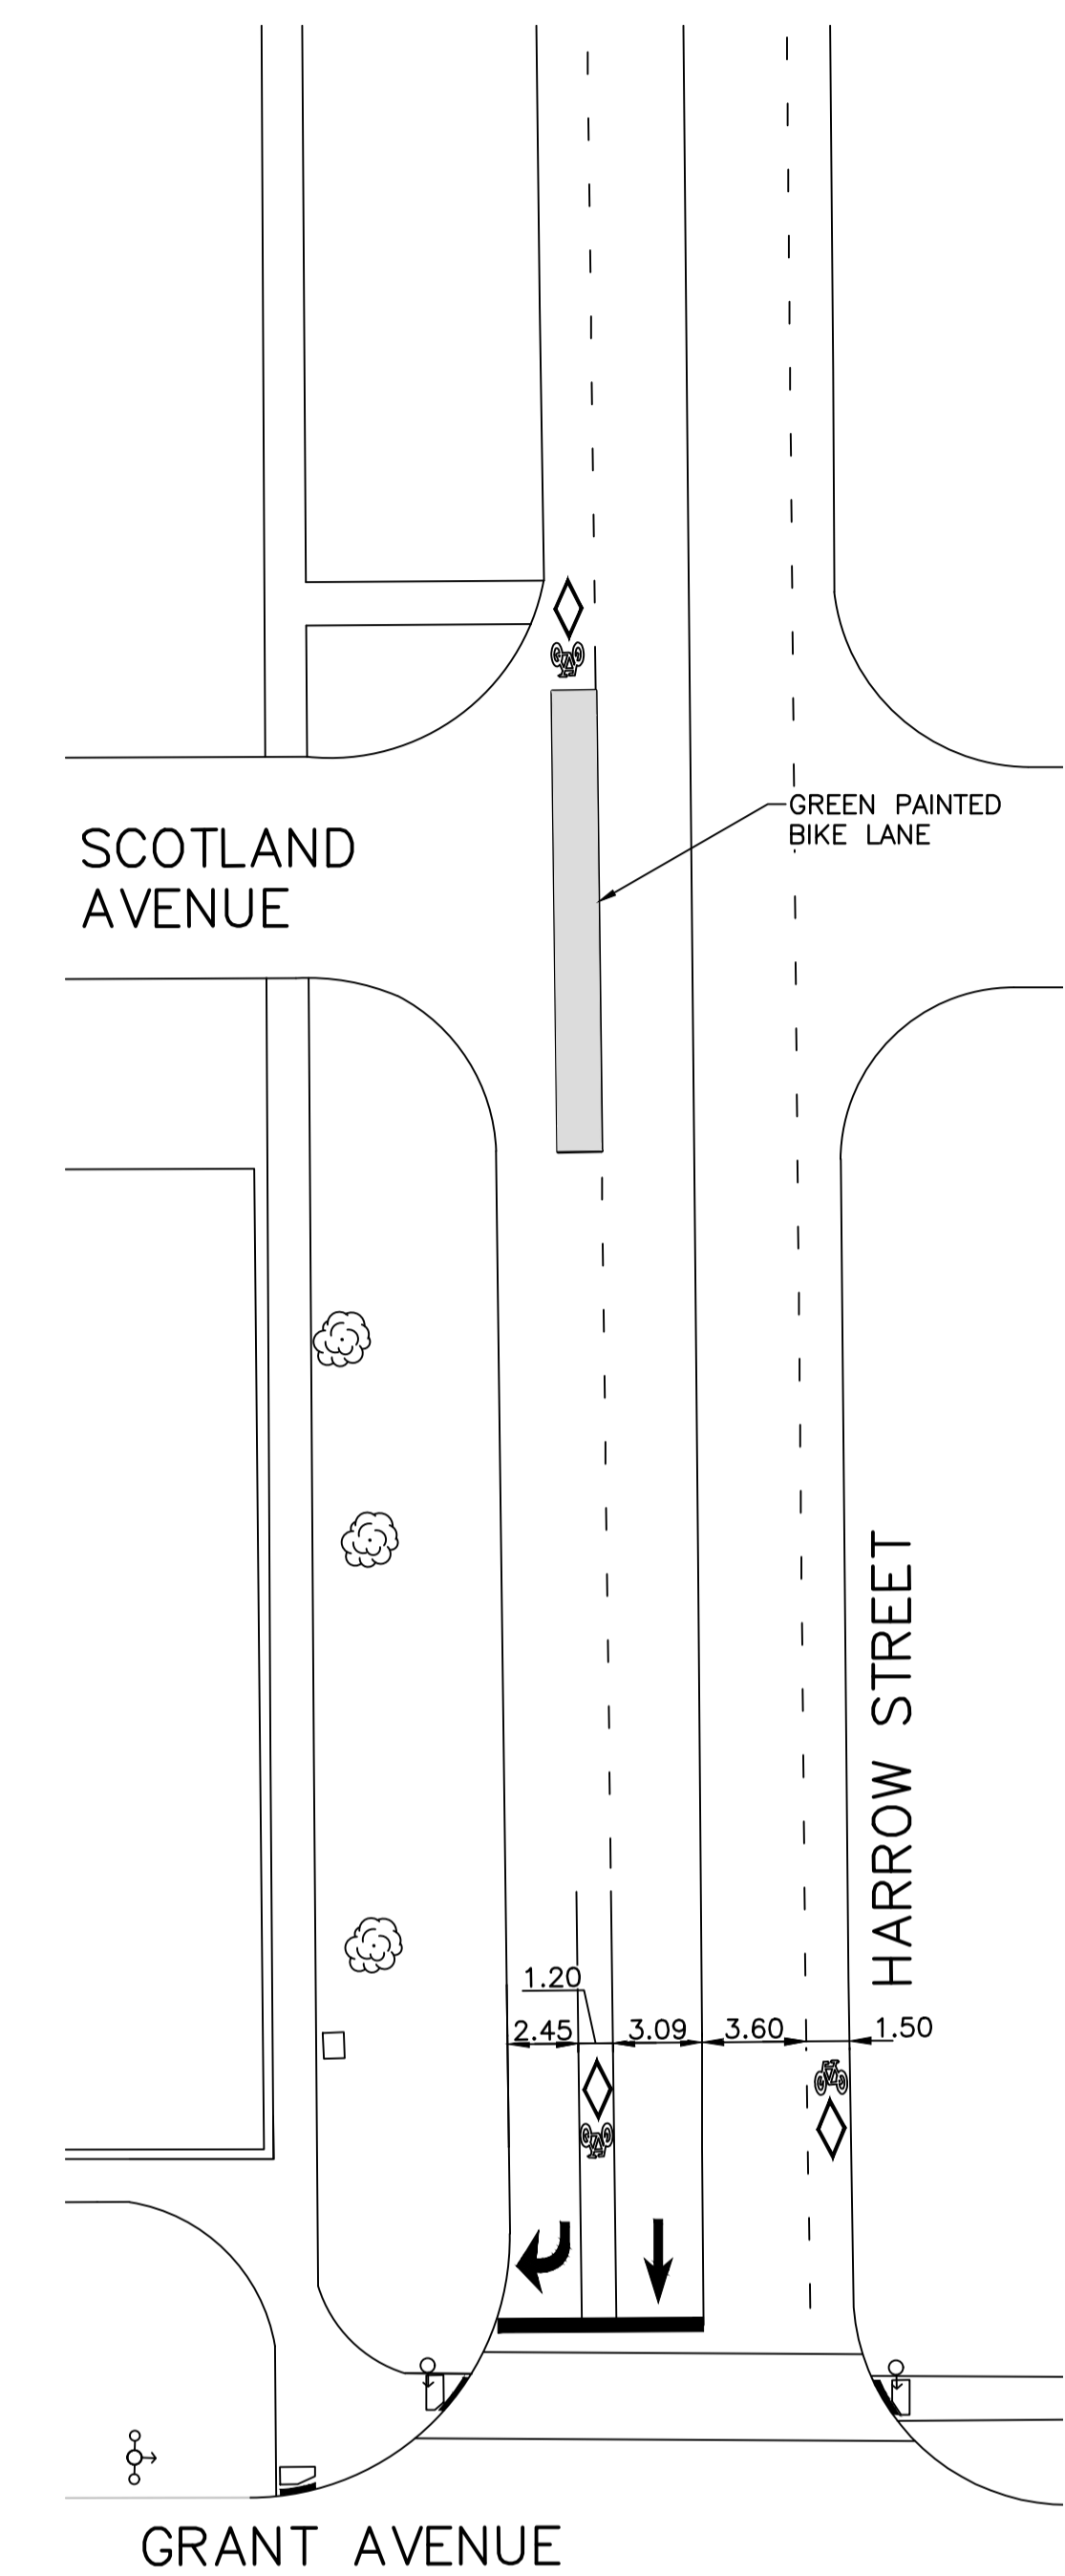 GREEN PAINTED
BIKE LANE
SCOTLAND
AVENUE
HARROW STREET
1.20
2.45 3.09 3.60 1.50
GRANT AVENUE